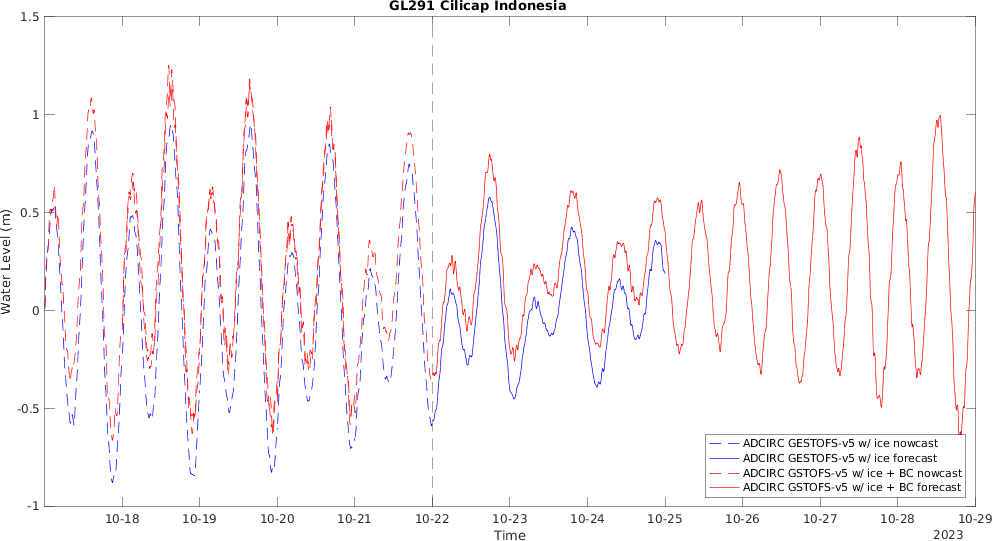 GL291 Cilicap Indonesia
Water Level (m)
1.5
1
0.5
0
-0.5
-1
ADCIRC GESTOFS-v5 w/ ice nowcast
ADCIRC GESTOFS-v5 w/ ice forecast
ADCIRC GSTOFS-v5 w/ ice + BC nowcast
ADCIRC GSTOFS-v5 w/ ice + BC forecast
10-18 10-19 10-20 10-21 10-22 10-23 10-24 10-25 10-26 10-27 10-28 10-29
Time
2023